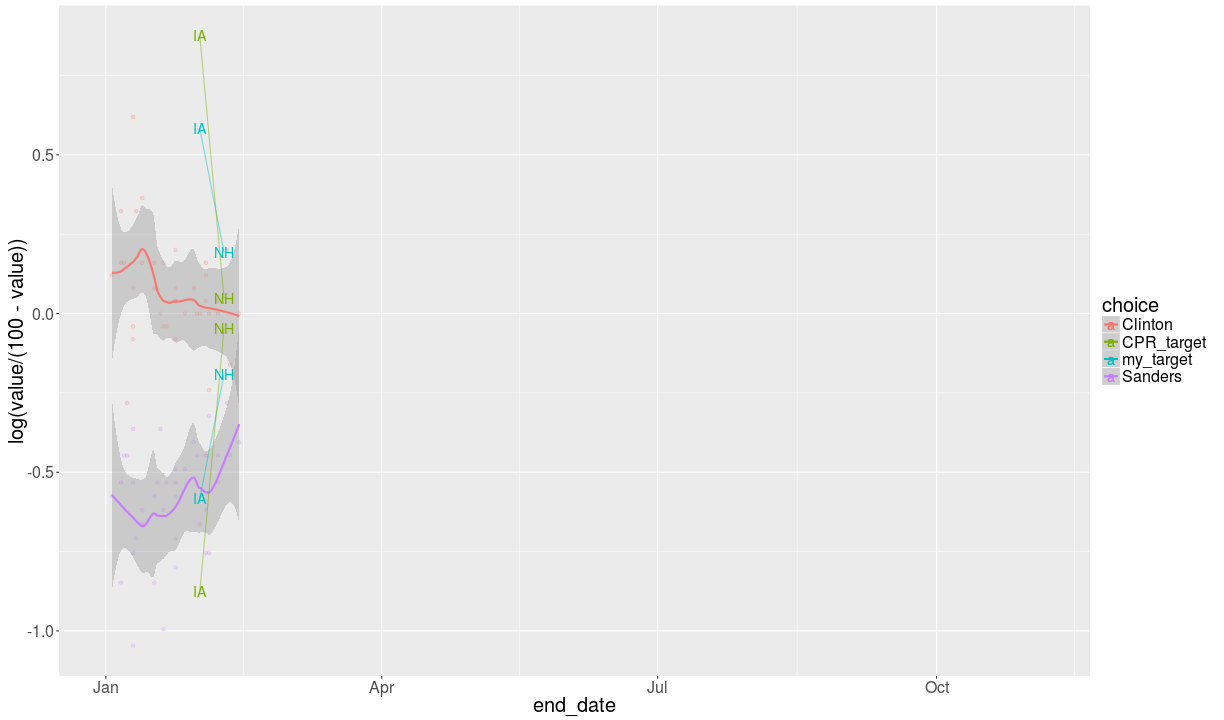 IA
IA
NH
NH
NH
NH
IA
IA
0.5
0.0
-0.5
-1.0
log(value/(100 - value))
Jan
Apr
Jul
Oct
end_date
choice
a Clinton
a CPR_target
a my_target
a Sanders